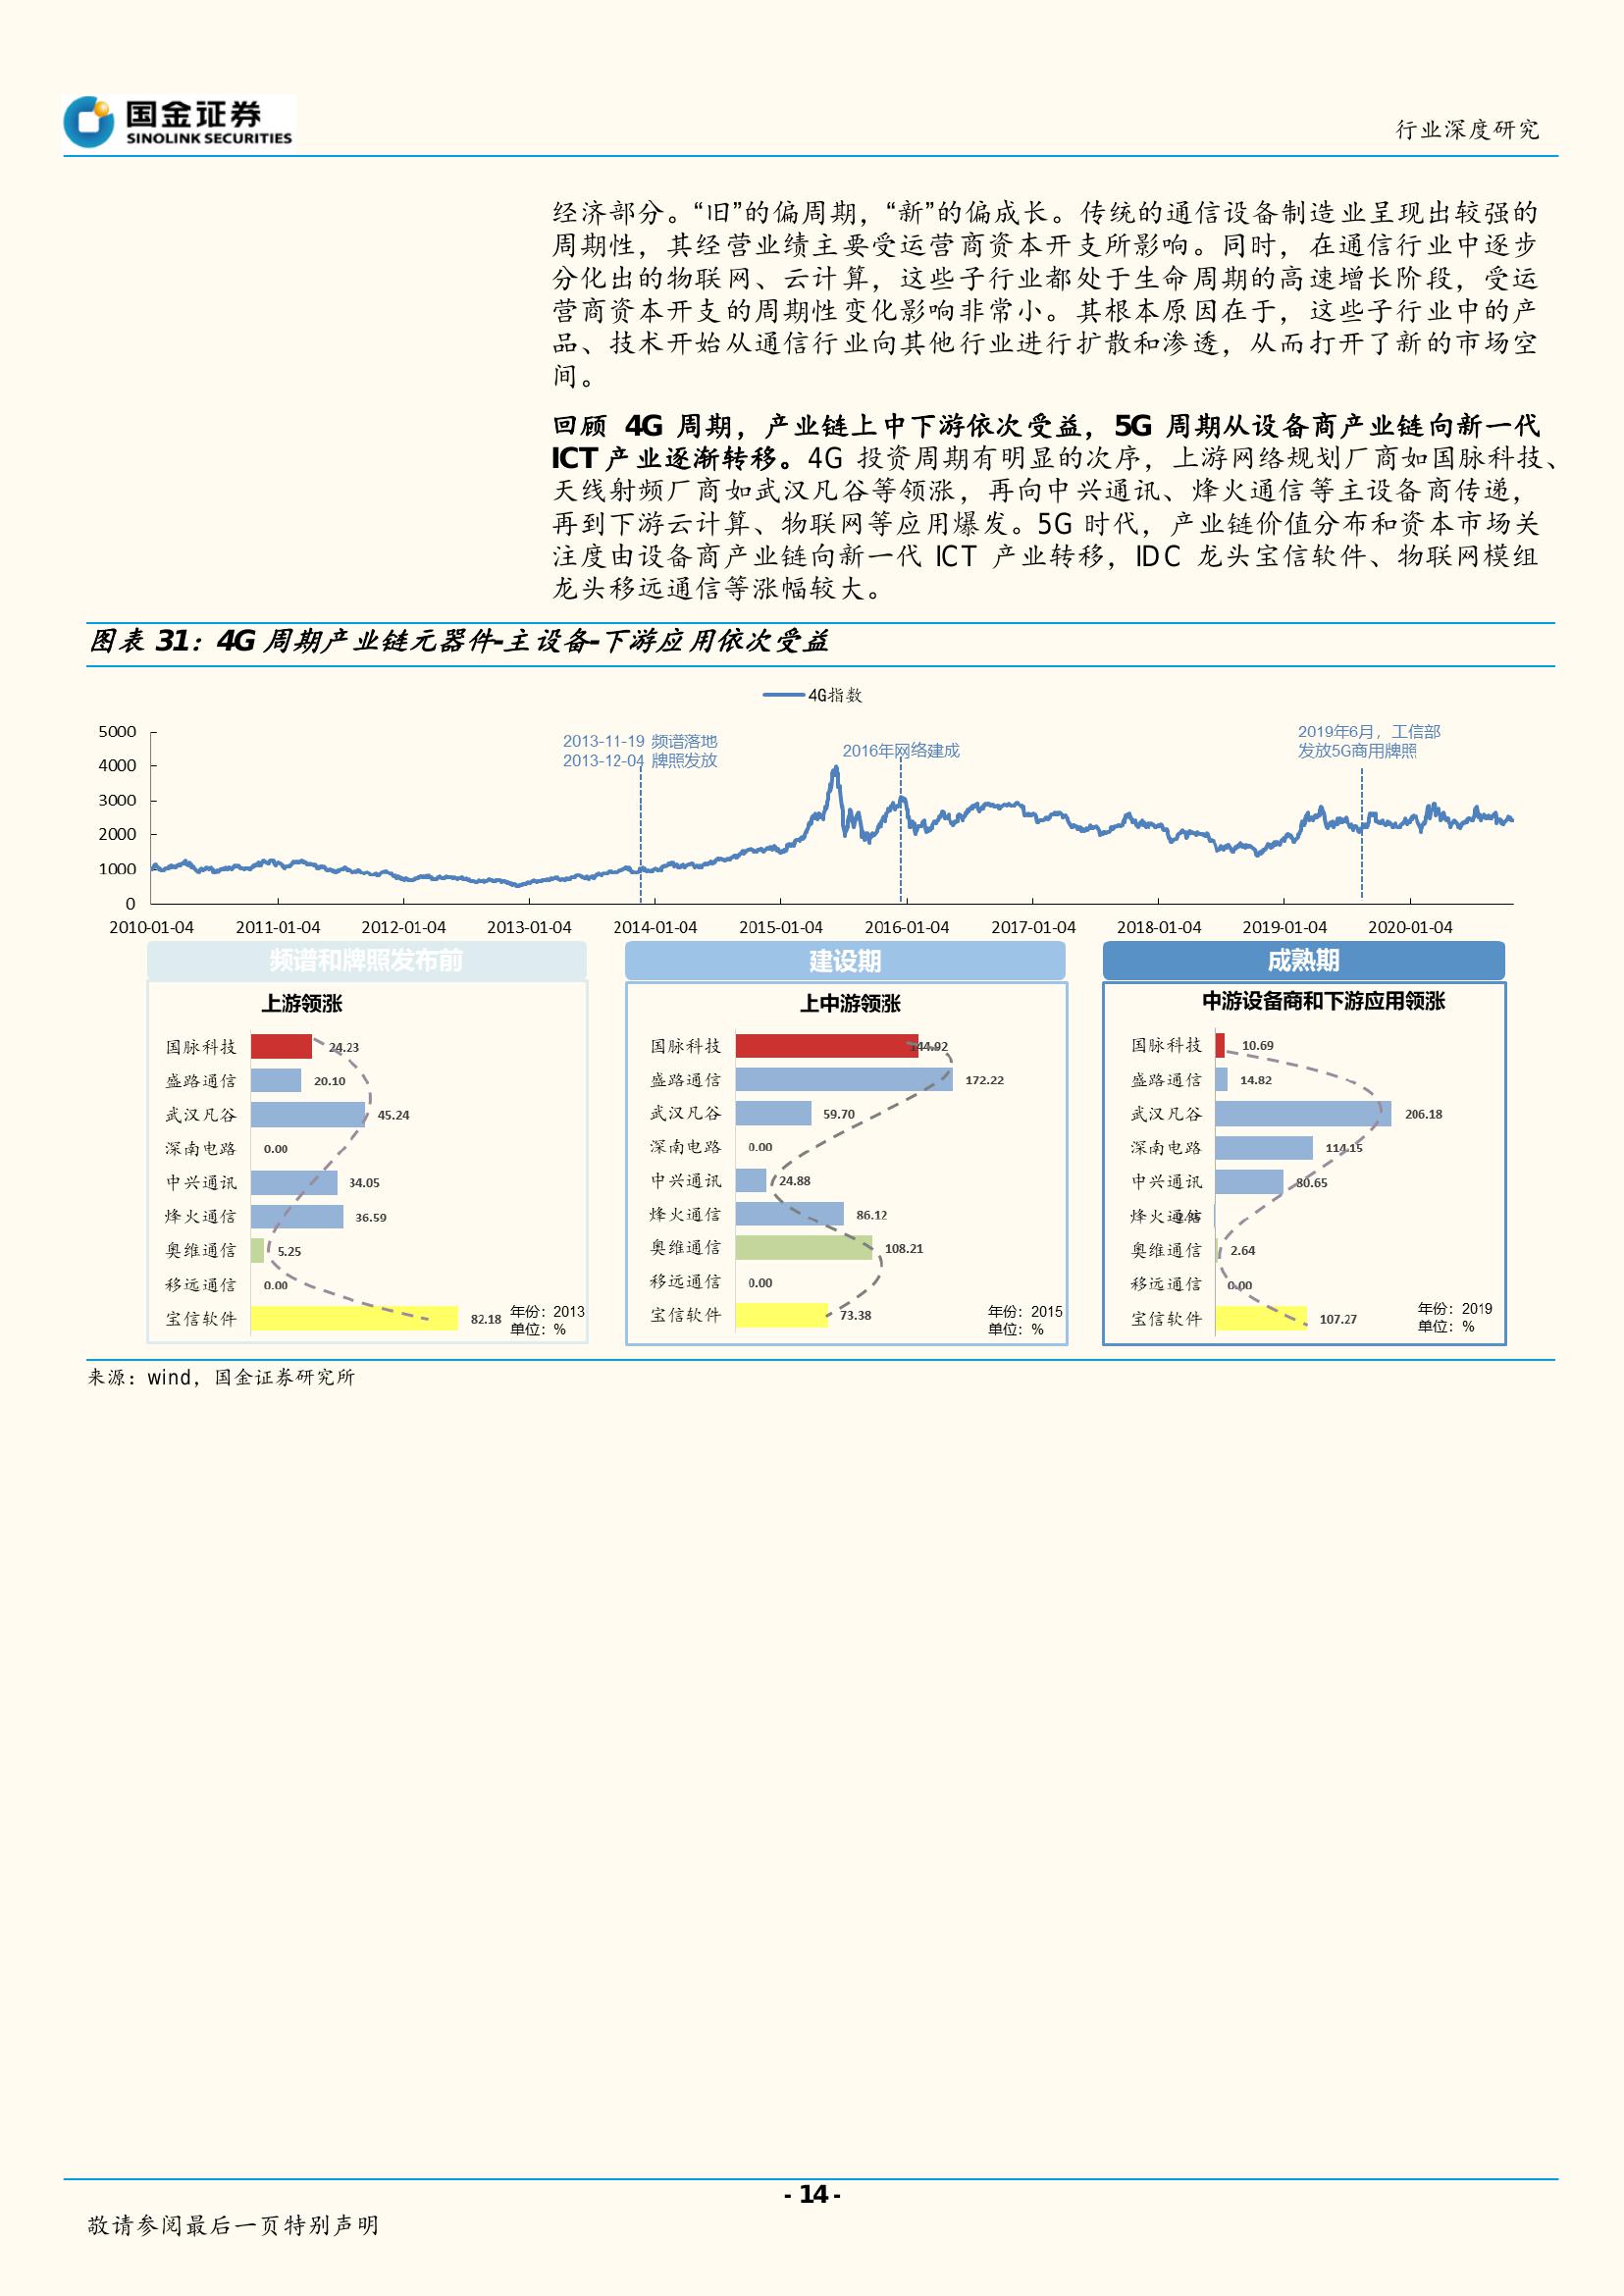 国金证券
SINOLINK SECURITIES
行业深度研究
经济部分。“旧”的偏周期，“新”的偏成长。传统的通信设备制造业呈现出较强的
周期性，其经营业绩主要受运营商资本开支所影响。同时，在通信行业中逐步
分化出的物联网、云计算，这些子行业都处于生命周期的高速增长阶段，受运
营商资本开支的周期性变化影响非常小。其根本原因在于，这些子行业中的产
品、技术开始从通信行业向其他行业进行扩散和渗透，从而打开了新的市场空
间。
回顾 4G 周期，产业链上中下游依次受益，5G 周期从设备商产业链向新一代
ICT 产业逐渐转移。4G 投资周期有明显的次序，上游网络规划厂商如国脉科技、
天线射频厂商如武汉凡谷等领涨，再向中兴通讯、烽火通信等主设备商传递，
再到下游云计算、物联网等应用爆发。5G 时代，产业链价值分布和资本市场关
注度由设备商产业链向新一代 ICT 产业转移，IDC 龙头宝信软件、物联网模组
龙头移远通信等涨幅较大。
图表 31：4G 周期产业链元器件-主设备-下游应用依次受益
4G指数
5000
4000
3000
2000
1000
0
2013-11-19 频谱落地
2013-12-04 牌照发放
2016年网络建成
2019年6月，工信部
发放5G商用牌照
2010-01-04 2011-01-04 2012-01-04 2013-01-04 2014-01-04 2015-01-04 2016-01-04 2017-01-04 2018-01-04 2019-01-04 2020-01-04
频谱和牌照发布前
上游领涨
国脉科技 24.23
盛路通信 20.10
武汉凡谷 45.24
深南电路 0.00
中兴通讯 34.05
烽火通信 36.59
奥维通信 5.25
移远通信 0.00
宝信软件 82.18
年份：2013
单位：%
建设期
上中游领涨
国脉科技 144.92
盛路通信 172.22
武汉凡谷 59.70
深南电路 0.00
中兴通讯 24.88
烽火通信 86.12
奥维通信 108.21
移远通信 0.00
宝信软件 73.38
年份：2015
单位：%
成熟期
中游设备商和下游应用领涨
国脉科技 10.69
盛路通信 14.82
武汉凡谷 206.18
深南电路 114.15
中兴通讯 80.65
烽火通信
奥维通信 2.64
移远通信 0.00
宝信软件 107.27
年份：2019
单位：%
来源：wind，国金证券研究所
- 14 -
敬请参阅最后一页特别声明